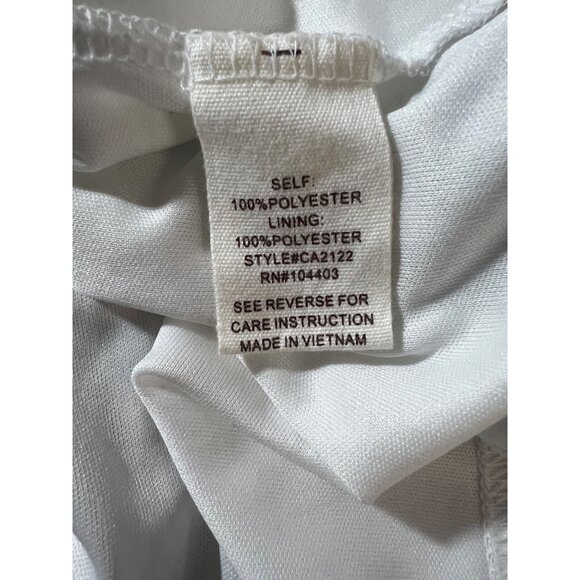 SELF:
100%POLYESTER
LINING:
100%POLYESTER
STYLE#CA2122
RN#104403
SEE REVERSE FOR
CARE INSTRUCTION
MADE IN VIETNAM